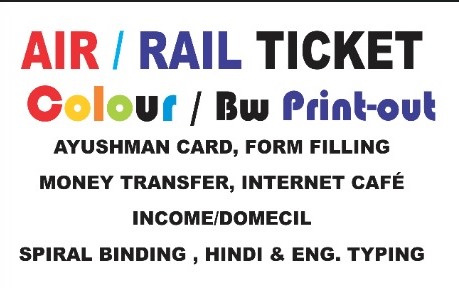 AIR / RAIL TICKET
Colour / Bw Print-out
AYUSHMAN CARD, FORM FILLING
MONEY TRANSFER, INTERNET CAFÉ
INCOME/DOMECIL
SPIRAL BINDING , HINDI & ENG. TYPING